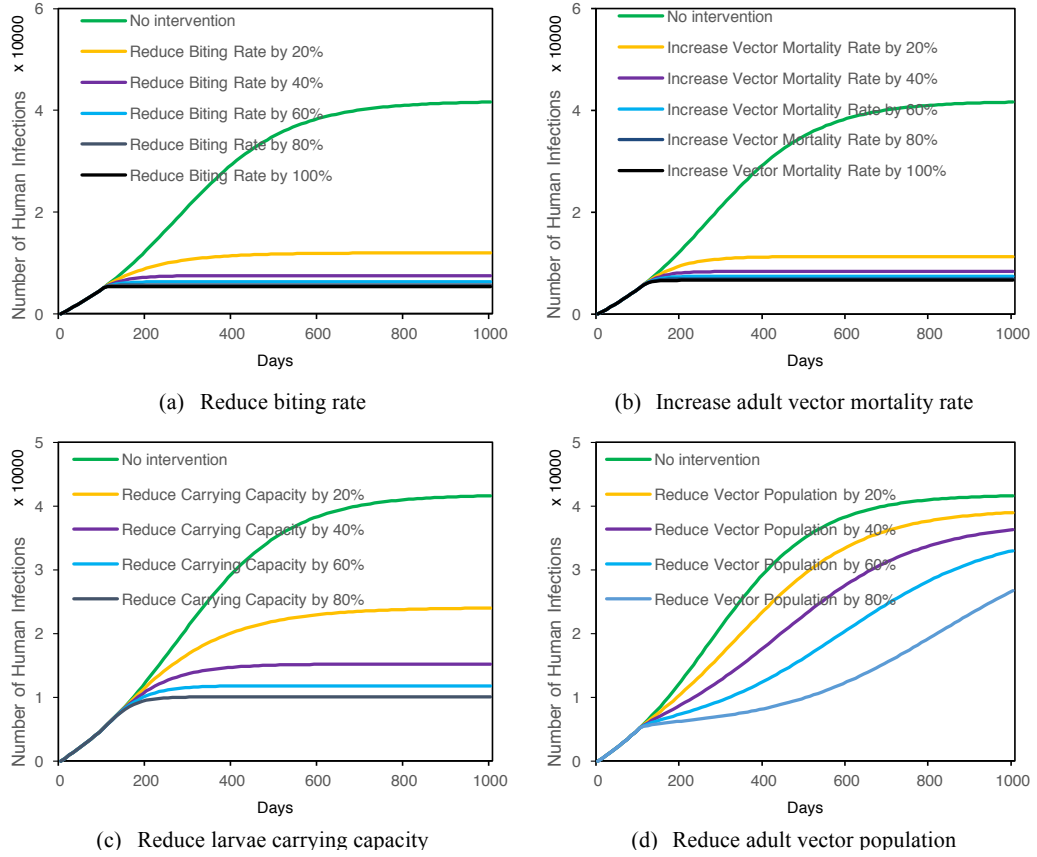 6
x 10000
Number of Human Infections
4
2
0
No intervention
Reduce Biting Rate by 20%
Reduce Biting Rate by 40%
Reduce Biting Rate by 60%
Reduce Biting Rate by 80%
Reduce Biting Rate by 100%
0 200 400 600 800 1000
Days
(a) Reduce biting rate
6
x 10000
Number of Human Infections
4
2
0
No intervention
Increase Vector Mortality Rate by 20%
Increase Vector Mortality Rate by 40%
Increase Vector Mortality Rate by 60%
Increase Vector Mortality Rate by 80%
Increase Vector Mortality Rate by 100%
0 200 400 600 800 1000
Days
(b) Increase adult vector mortality rate
5
x 10000
Number of Human Infections
4
3
2
1
0
No intervention
Reduce Carrying Capacity by 20%
Reduce Carrying Capacity by 40%
Reduce Carrying Capacity by 60%
Reduce Carrying Capacity by 80%
0 200 400 600 800 1000
Days
(c) Reduce larvae carrying capacity
5
x 10000
Number of Human Infections
4
3
2
1
0
No intervention
Reduce Vector Population by 20%
Reduce Vector Population by 40%
Reduce Vector Population by 60%
Reduce Vector Population by 80%
0 200 400 600 800 1000
Days
(d) Reduce adult vector population